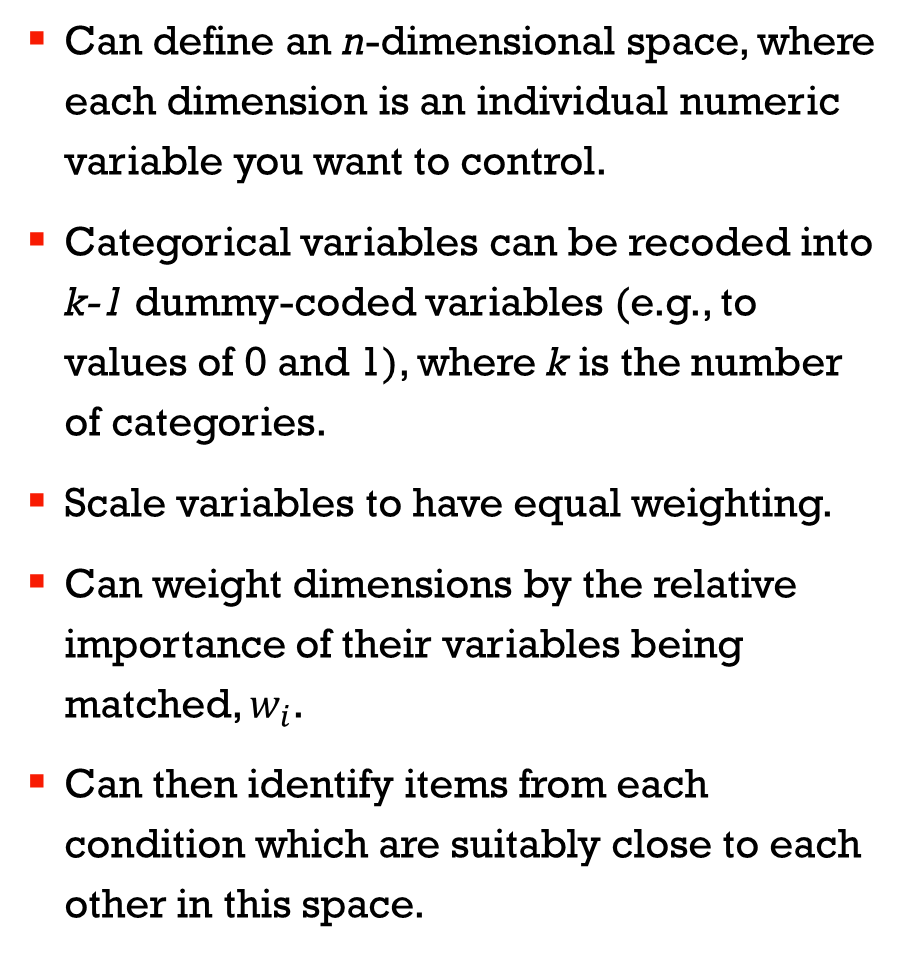 ▪ Can define an n-dimensional space, where
each dimension is an individual numeric
variable you want to control.
▪ Categorical variables can be recoded into
k-1 dummy-coded variables (e.g., to
values of 0 and 1), where k is the number
of categories.
▪ Scale variables to have equal weighting.
▪ Can weight dimensions by the relative
importance of their variables being
matched, wᵢ.
▪ Can then identify items from each
condition which are suitably close to each
other in this space.